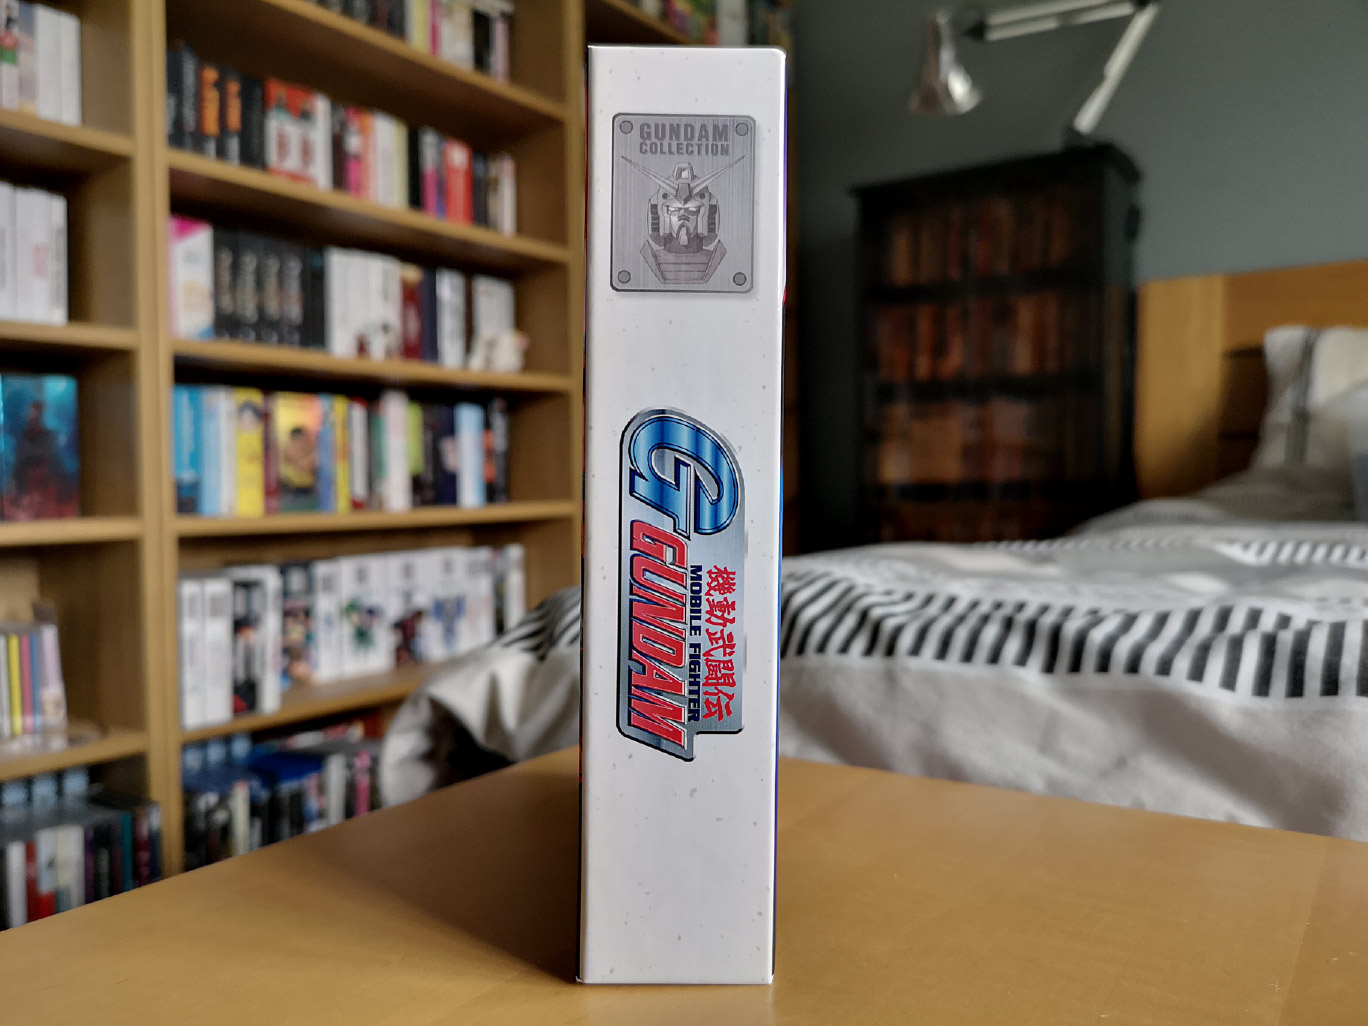 GUNDAM
COLLECTION
G GUNDAM
機動武闘伝
MOBILE FIGHTER